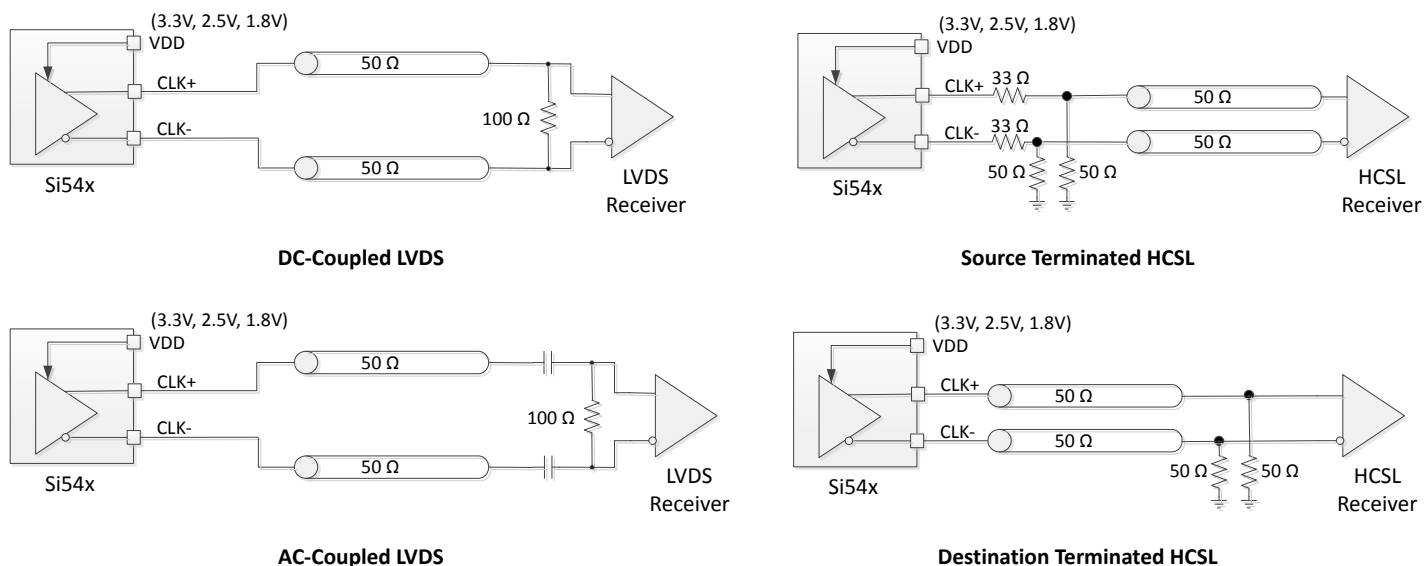 (3.3V, 2.5V, 1.8V)
VDD
CLK+
50 Ω
100 Ω
CLK-
50 Ω
Si54x
LVDS
Receiver
DC-Coupled LVDS
(3.3V, 2.5V, 1.8V)
VDD
CLK+
33 Ω
50 Ω
CLK-
33 Ω
50 Ω
50 Ω
50 Ω
Si54x
HCSL
Receiver
Source Terminated HCSL
(3.3V, 2.5V, 1.8V)
VDD
CLK+
50 Ω
100 Ω
CLK-
50 Ω
Si54x
LVDS
Receiver
AC-Coupled LVDS
(3.3V, 2.5V, 1.8V)
VDD
CLK+
50 Ω
CLK-
50 Ω
50 Ω
50 Ω
Si54x
HCSL
Receiver
Destination Terminated HCSL